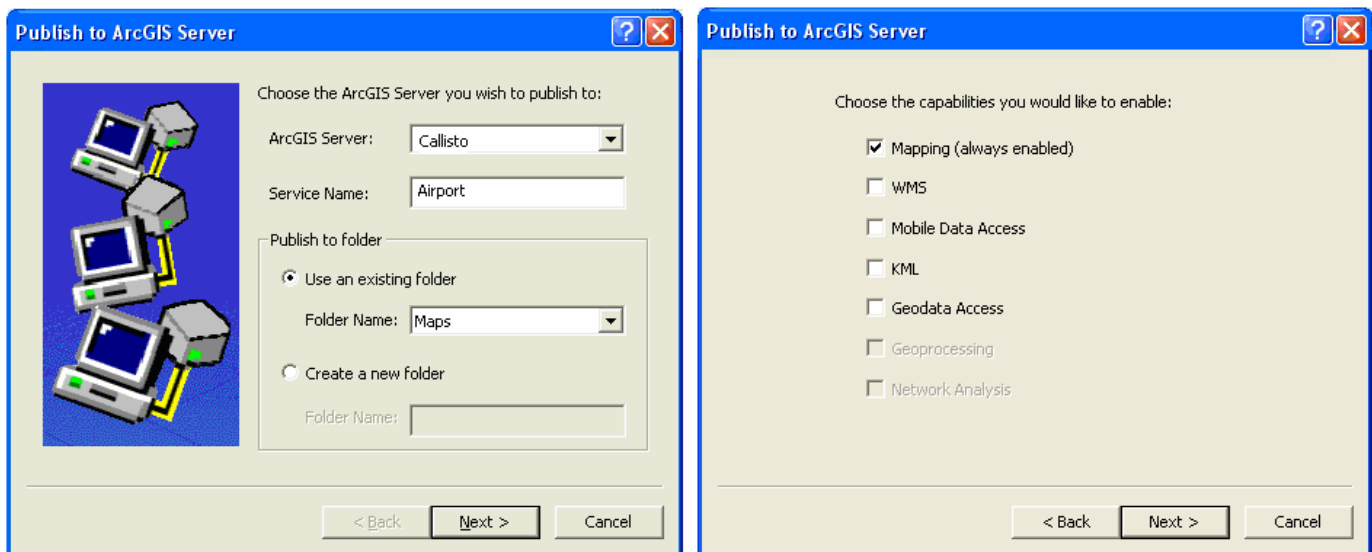 Publish to ArcGIS Server
Choose the ArcGIS Server you wish to publish to:
ArcGIS Server: Callisto
Service Name: Airport
Publish to folder
Use an existing folder
Folder Name: Maps
Create a new folder
Folder Name:
< Back Next > Cancel
Publish to ArcGIS Server
Choose the capabilities you would like to enable:
Mapping (always enabled)
WMS
Mobile Data Access
KML
Geodata Access
Geoprocessing
Network Analysis
< Back Next > Cancel